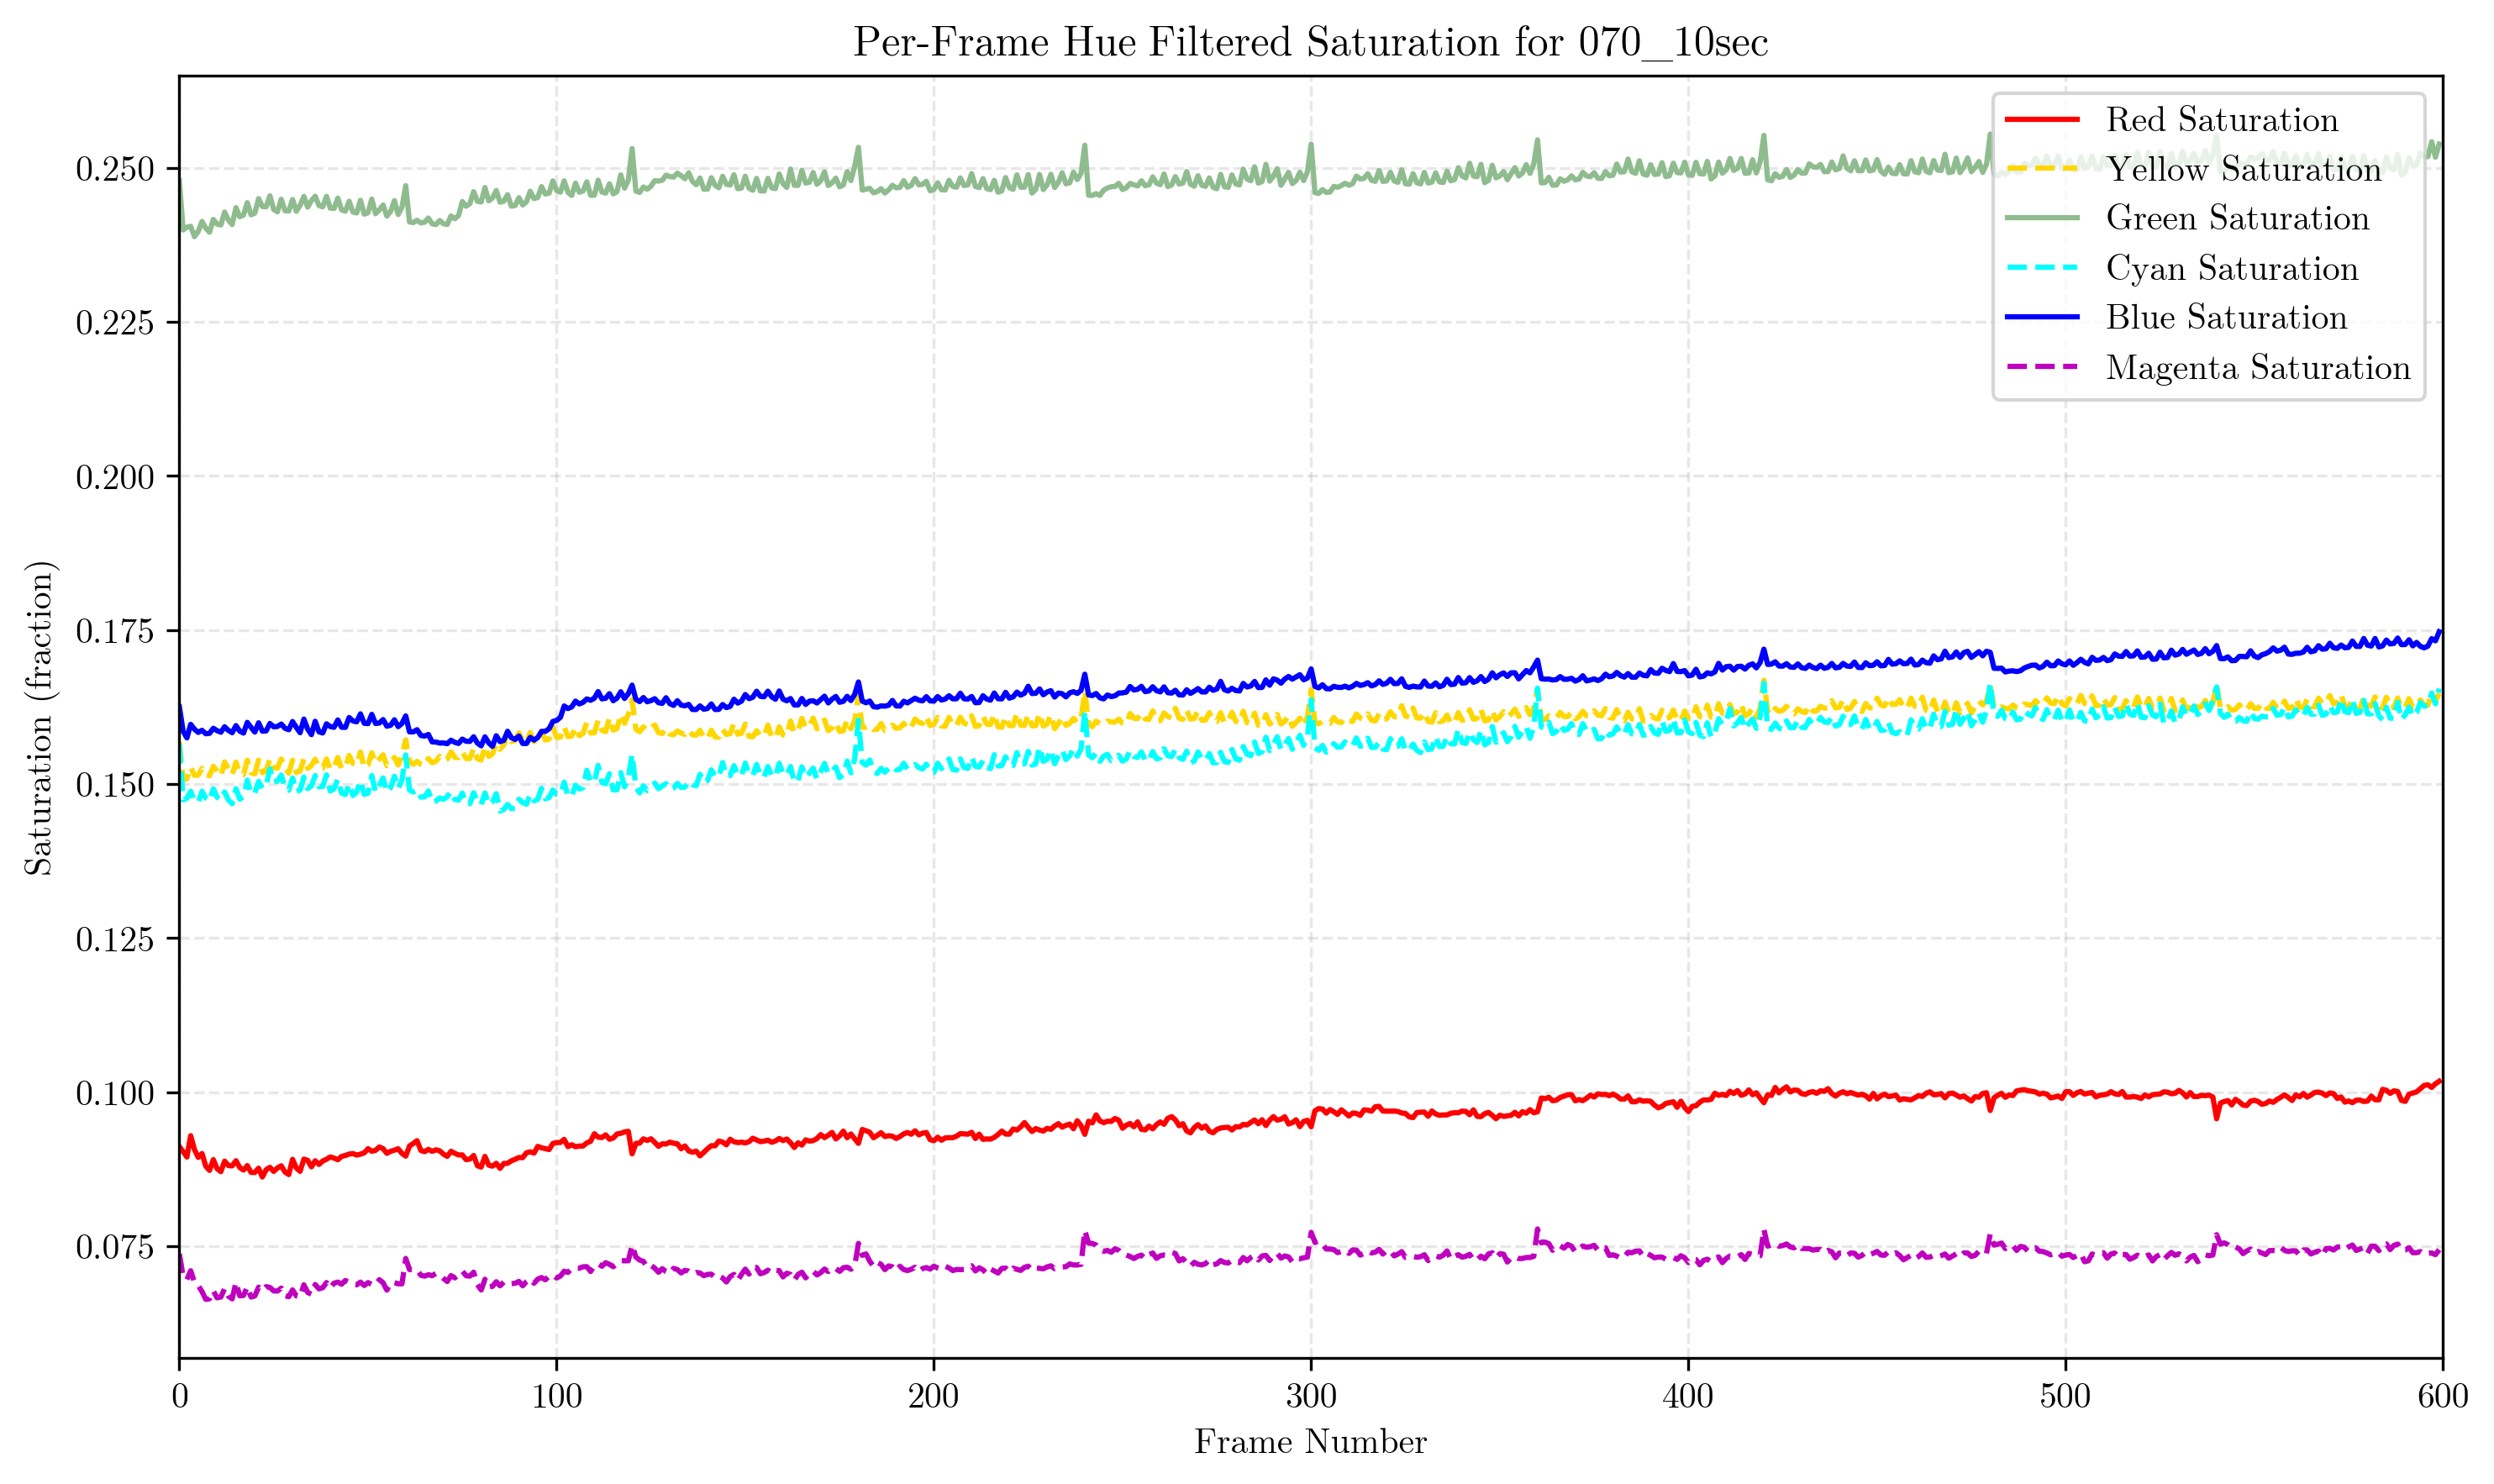 Per-Frame Hue Filtered Saturation for 070_10sec
Red Saturation
Yellow Saturation
Green Saturation
Cyan Saturation
Blue Saturation
Magenta Saturation
0.250
0.225
0.200
0.175
0.150
0.125
0.100
0.075
Saturation (fraction)
0 100 200 300 400 500 600
Frame Number